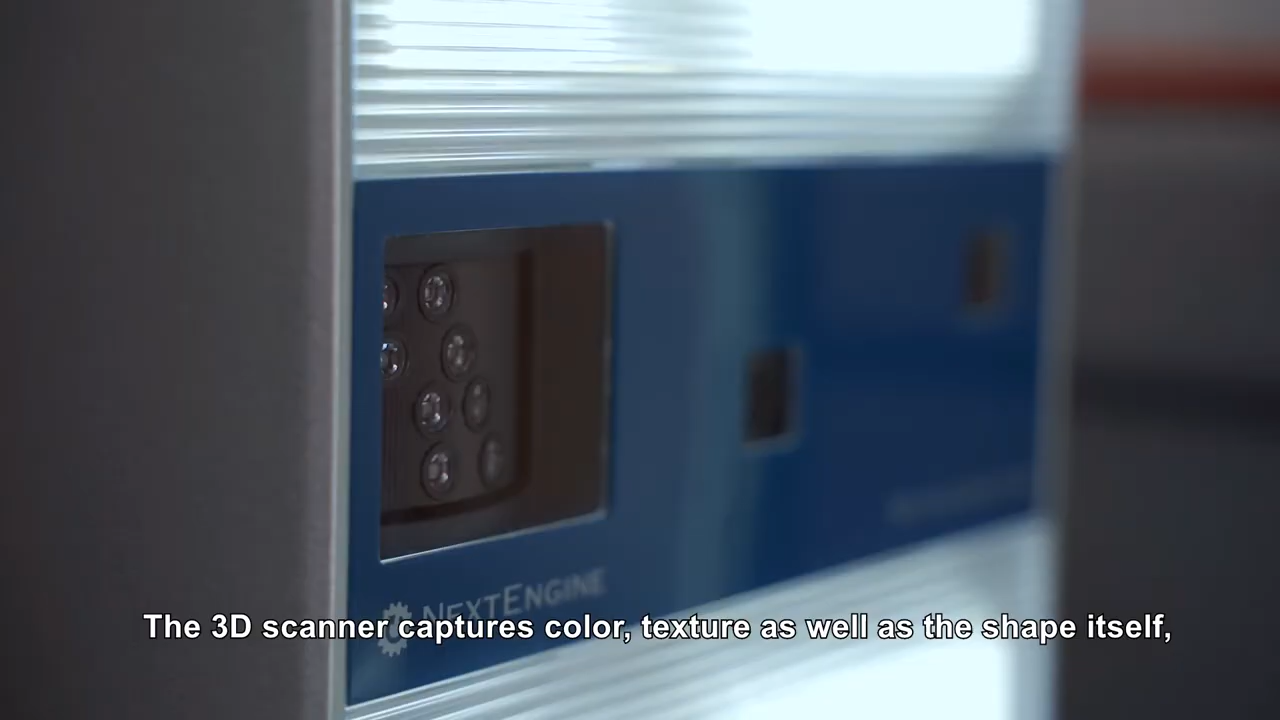 NEXTENGINE
The 3D scanner captures color, texture as well as the shape itself,